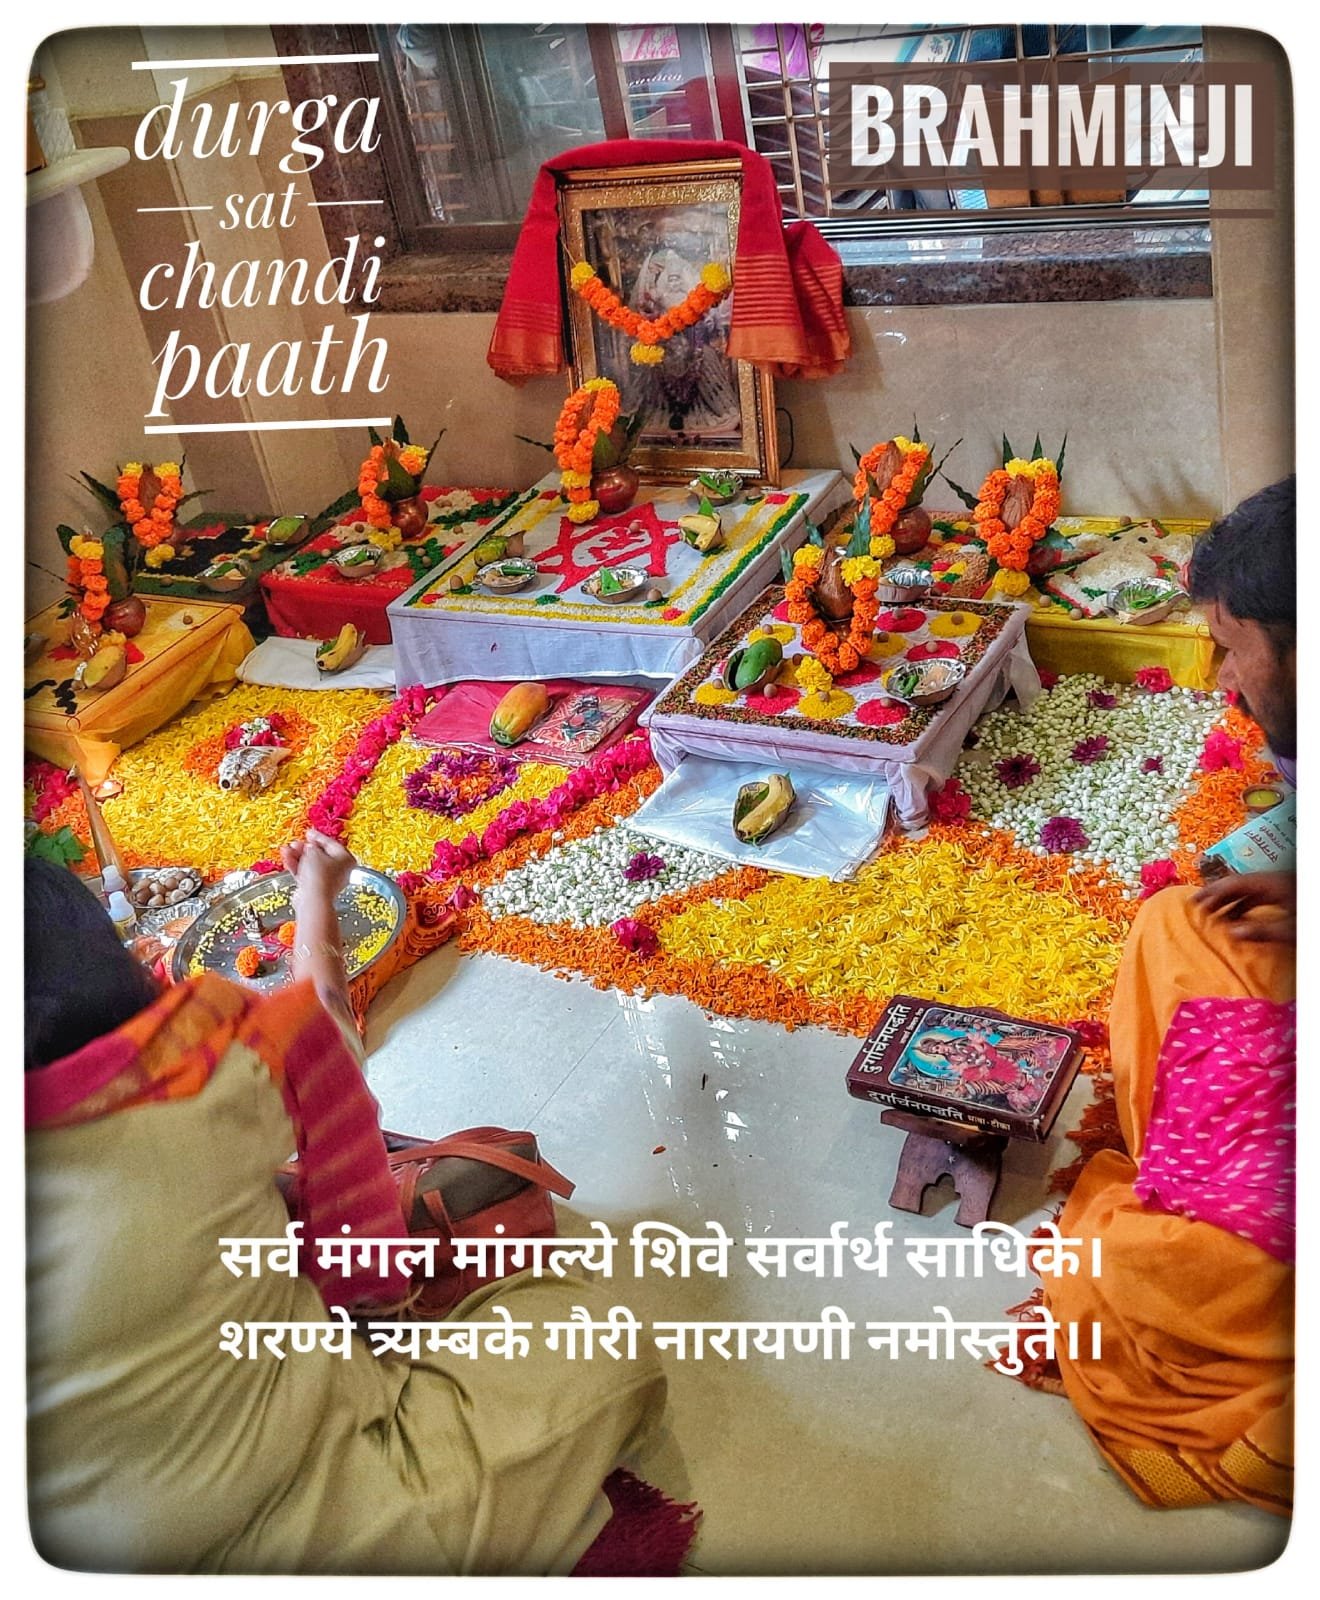 durga
sat
chandi
paath
BRAHMINJI
दुर्गार्चनपद्धति
दुर्गार्चनपद्धति भाषा-टीका
सर्व मंगल मांगल्ये शिवे सर्वार्थ साधिके।
शरण्ये त्र्यम्बके गौरी नारायणी नमोस्तुते।।